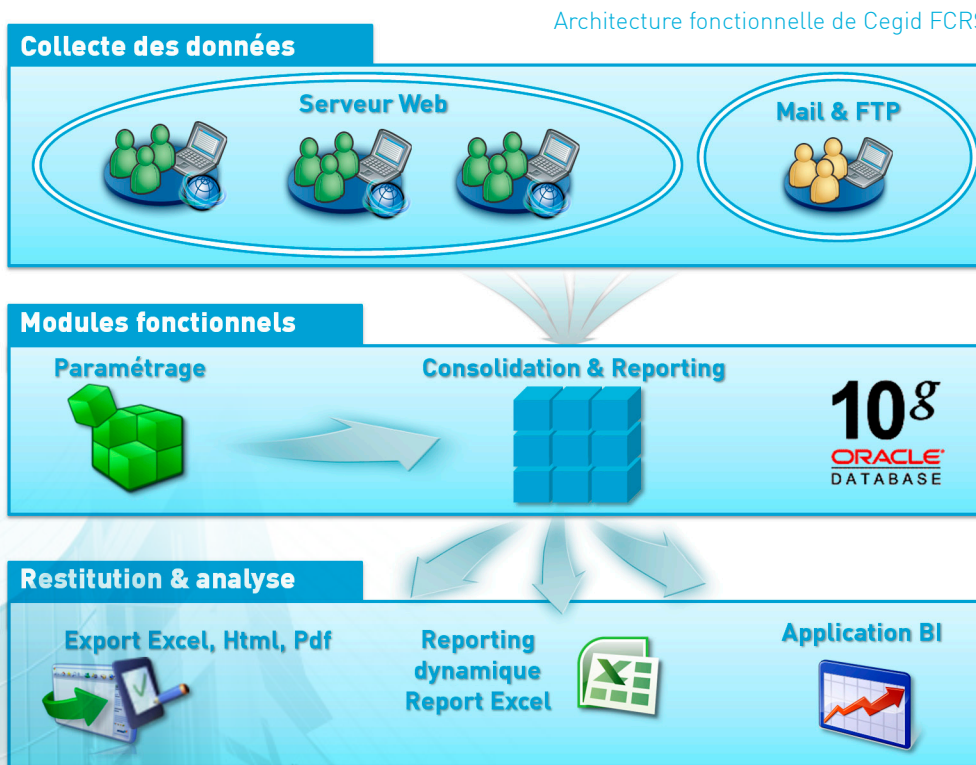 Architecture fonctionnelle de Cegid FCRS
Collecte des données
Serveur Web
Mail & FTP
Modules fonctionnels
Paramétrage
Consolidation & Reporting
10g
ORACLE
DATABASE
Restitution & analyse
Export Excel, Html, Pdf
Reporting
dynamique
Report Excel
Application BI